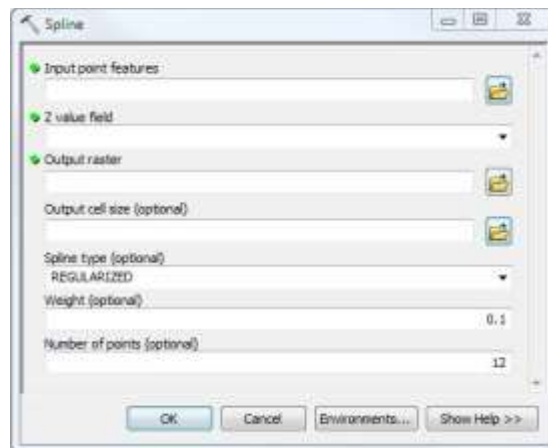 Spline
Input point features
Z value field
Output raster
Output cell size (optional)
Spline type (optional)
REGULARIZED
Weight (optional)
0.1
Number of points (optional)
12
OK
Cancel
Environments...
Show Help >>